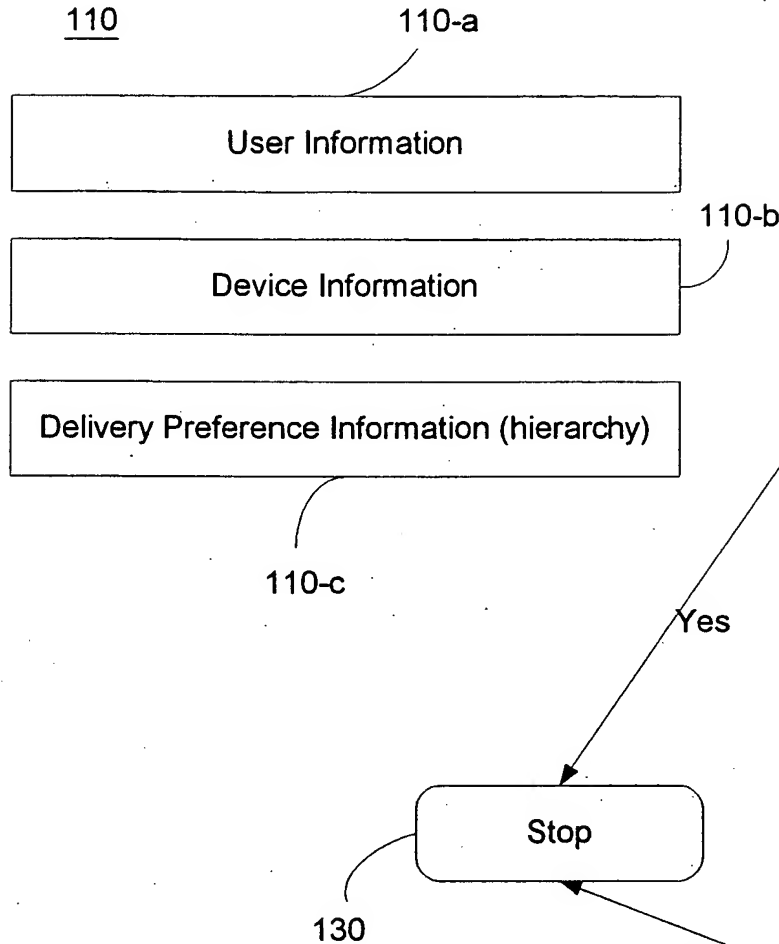 110
110-a
User Information
110-b
Device Information
Delivery Preference Information (hierarchy)
110-c
Yes
Stop
130